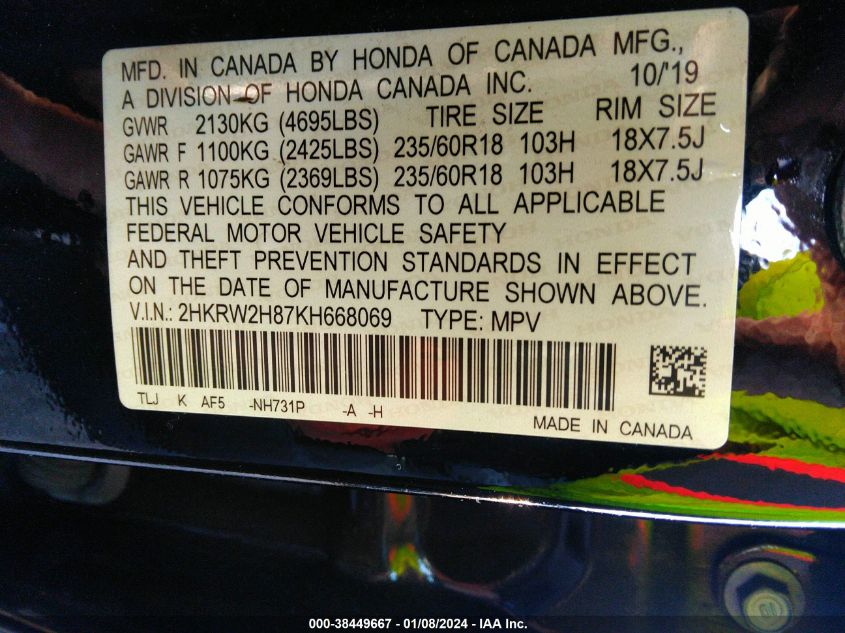 MFD. IN CANADA BY HONDA OF CANADA MFG.,
A DIVISION OF HONDA CANADA INC. 10/'19
GVWR 2130KG (4695LBS) TIRE SIZE RIM SIZE
GAWR F 1100KG (2425LBS) 235/60R18 103H 18X7.5J
GAWR R 1075KG (2369LBS) 235/60R18 103H 18X7.5J
THIS VEHICLE CONFORMS TO ALL APPLICABLE
FEDERAL MOTOR VEHICLE SAFETY
AND THEFT PREVENTION STANDARDS IN EFFECT
ON THE DATE OF MANUFACTURE SHOWN ABOVE.
V.I.N.: 2HKRW2H87KH668069 TYPE: MPV
TLJ K AF5 -NH731P -A -H
MADE IN CANADA
000-38449667 - 01/08/2024 - IAA Inc.